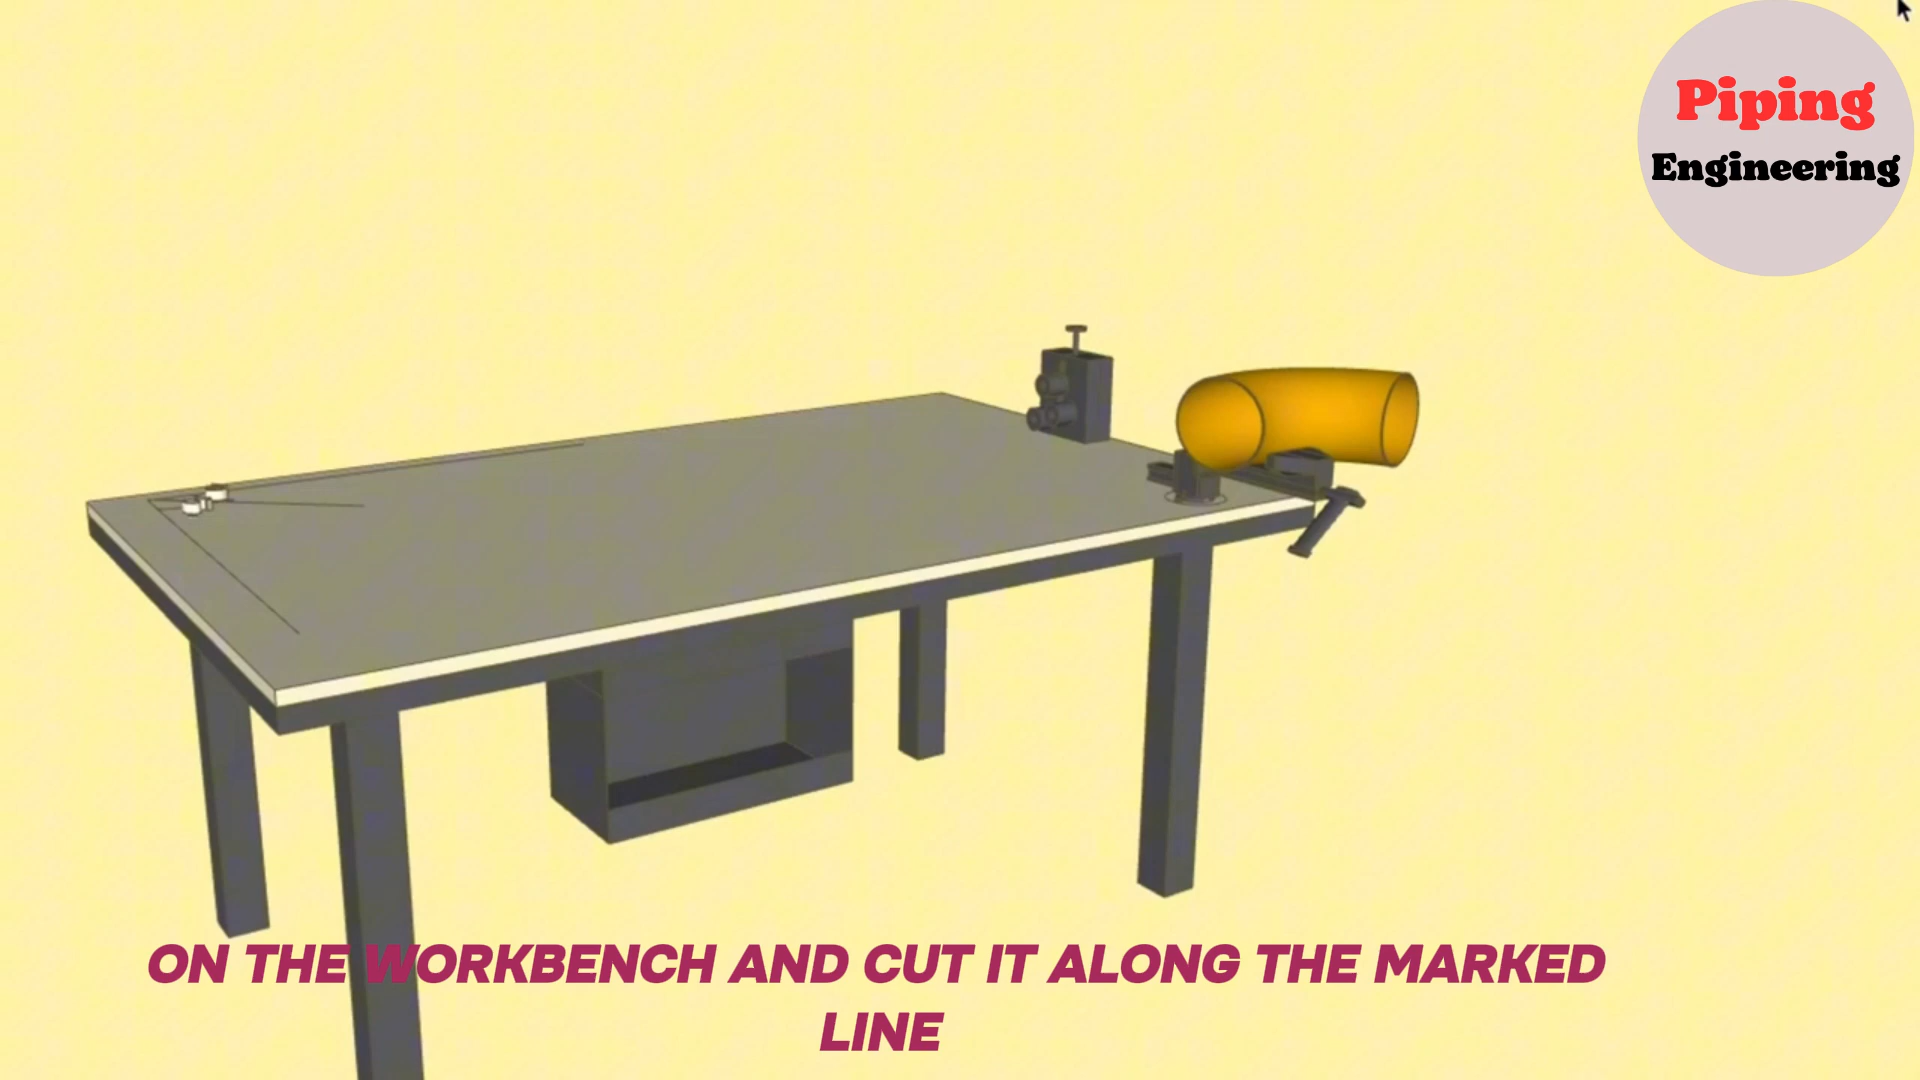 Piping
Engineering
ON THE WORKBENCH AND CUT IT ALONG THE MARKED
LINE